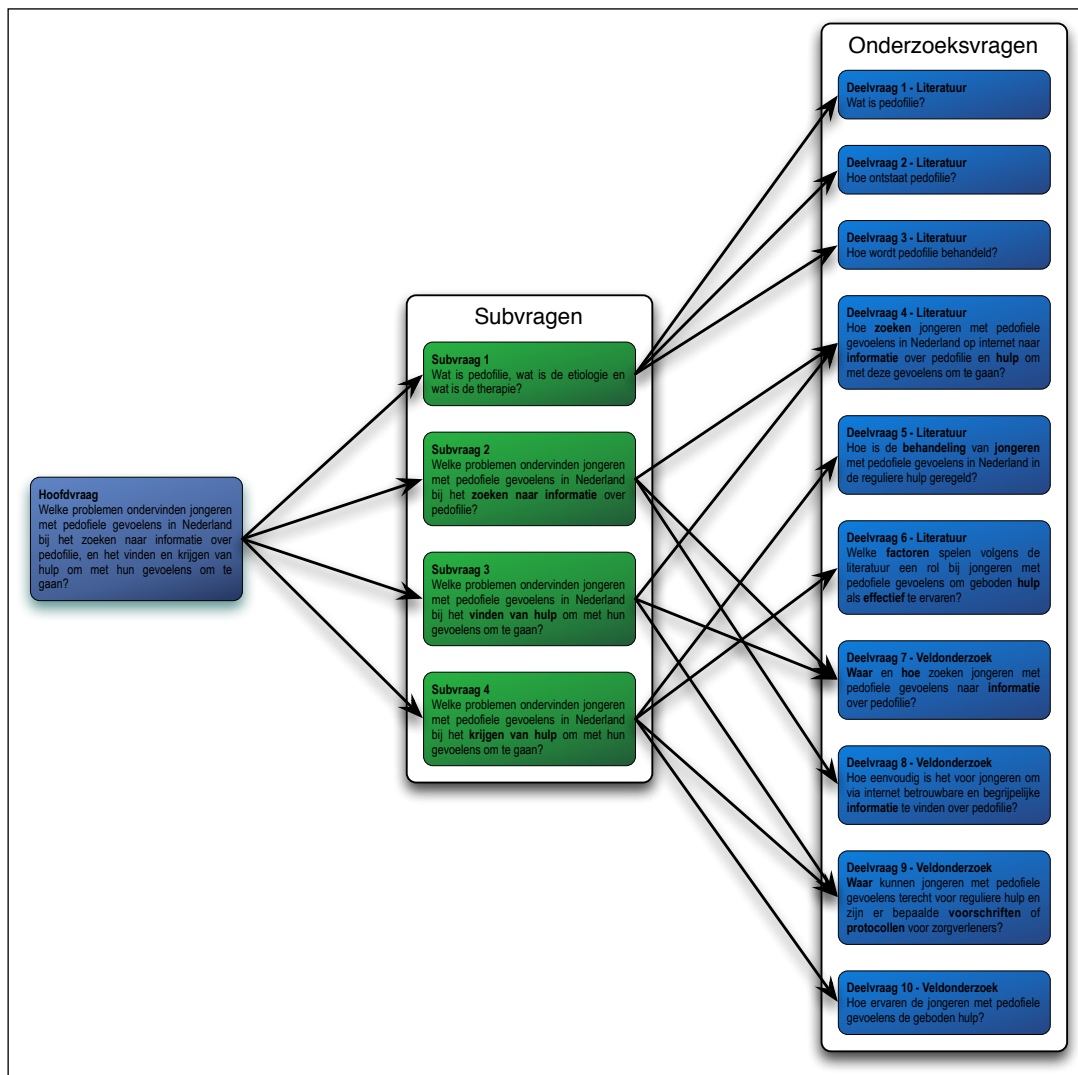 Hoofdvraag
Welke problemen ondervinden jongeren
met pedofiele gevoelens in Nederland
bij het zoeken naar informatie over
pedofilie, en het vinden en krijgen van
hulp om met hun gevoelens om te
gaan?
Subvragen
Subvraag 1
Wat is pedofilie, wat is de etiologie en
wat is de therapie?
Subvraag 2
Welke problemen ondervinden jongeren
met pedofiele gevoelens in Nederland
bij het zoeken naar informatie over
pedofilie?
Subvraag 3
Welke problemen ondervinden jongeren
met pedofiele gevoelens in Nederland
bij het vinden van hulp om met hun
gevoelens om te gaan?
Subvraag 4
Welke problemen ondervinden jongeren
met pedofiele gevoelens in Nederland
bij het krijgen van hulp om met hun
gevoelens om te gaan?
Onderzoeksvragen
Deelvraag 1 - Literatuur
Wat is pedofilie?
Deelvraag 2 - Literatuur
Hoe ontstaat pedofilie?
Deelvraag 3 - Literatuur
Hoe wordt pedofilie behandeld?
Deelvraag 4 - Literatuur
Hoe zoeken jongeren met pedofiele
gevoelens in Nederland op internet naar
informatie over pedofilie en hulp om
met deze gevoelens om te gaan?
Deelvraag 5 - Literatuur
Hoe is de behandeling van jongeren
met pedofiele gevoelens in Nederland in
de reguliere hulp geregeld?
Deelvraag 6 - Literatuur
Welke factoren spelen volgens de
literatuur een rol bij jongeren met
pedofiele gevoelens om geboden hulp
als effectief te ervaren?
Deelvraag 7 - Veldonderzoek
Waar en hoe zoeken jongeren met
pedofiele gevoelens naar informatie
over pedofilie?
Deelvraag 8 - Veldonderzoek
Hoe eenvoudig is het voor jongeren om
via internet betrouwbare en begrijpelijke
informatie te vinden over pedofilie?
Deelvraag 9 - Veldonderzoek
Waar kunnen jongeren met pedofiele
gevoelens terecht voor reguliere hulp en
zijn er bepaalde voorschriften of
protocollen voor zorgverleners?
Deelvraag 10 - Veldonderzoek
Hoe ervaren de jongeren met pedofiele
gevoelens de geboden hulp?